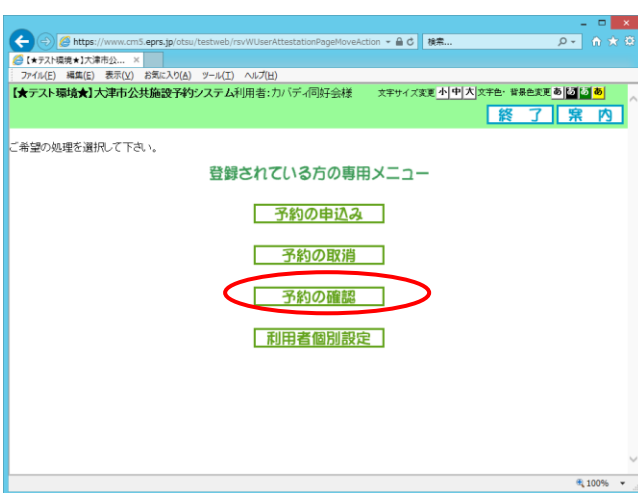 https://www.cm5.eprs.jp/otsu/testweb/rsvWUserAttestationPageMoveAction
検索...
【★テスト環境★】大津市公...
ファイル(F) 編集(E) 表示(V) お気に入り(A) ツール(T) ヘルプ(H)
【★テスト環境★】大津市公共施設予約システム利用者:カバディ同好会様 文字サイズ変更 小 中 大 文字色・背景色変更 あ あ あ あ
終 了 案 内
ご希望の処理を選択して下さい。
登録されている方の専用メニュー
予約の申込み
予約の取消
予約の確認
利用者個別設定
100%